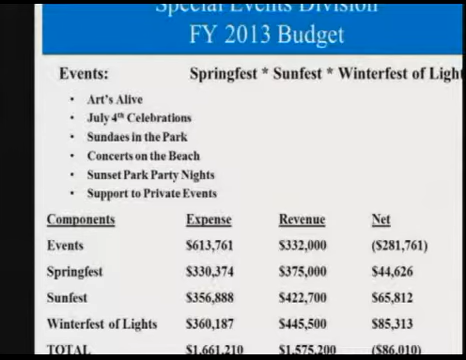 Special Events Division
FY 2013 Budget
Events: Springfest * Sunfest * Winterfest of Light
• Art's Alive
• July 4th Celebrations
• Sundaes in the Park
• Concerts on the Beach
• Sunset Park Party Nights
• Support to Private Events
Components Expense Revenue Net
Events $613,761 $332,000 ($281,761)
Springfest $330,374 $375,000 $44,626
Sunfest $356,888 $422,700 $65,812
Winterfest of Lights $360,187 $445,500 $85,313
TOTAL $1,661,210 $1,575,200 ($86,010)